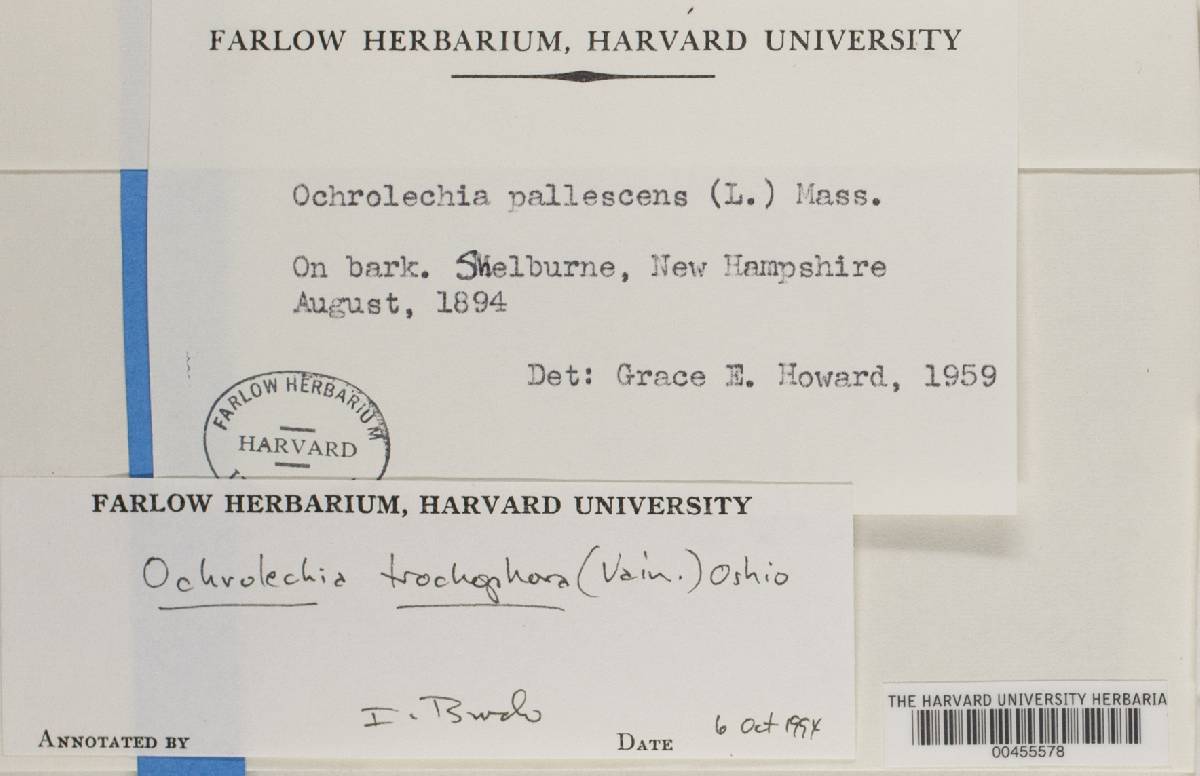 FARLOW HERBARIUM, HARVARD UNIVERSITY
Ochrolechia pallescens (L.) Mass.
On bark. Shelburne, New Hampshire
August, 1894
Det: Grace E. Howard, 1959
FARLOW HERBARIUM
HARVARD
FARLOW HERBARIUM, HARVARD UNIVERSITY
Ochrolechia trochophora (Vain.) Oshio
I. Brodo
ANNOTATED BY
DATE 6 Oct 1994
THE HARVARD UNIVERSITY HERBARIA
00455578